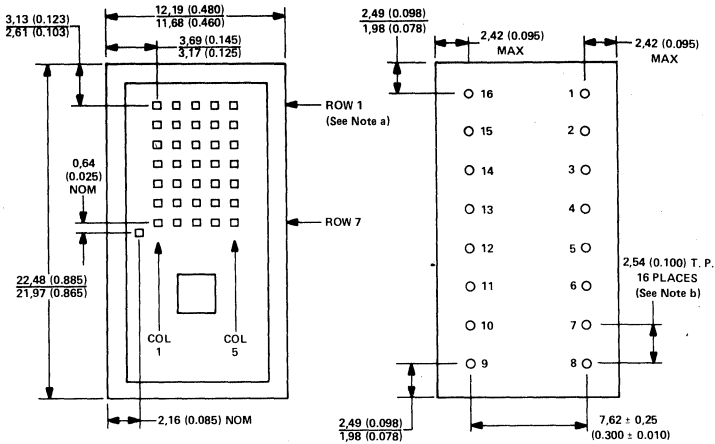 12,19 (0.480)
11,68 (0.460)
3,13 (0.123)
2,61 (0.103)
3,69 (0.145)
3,17 (0.125)
ROW 1
(See Note a)
0,64
(0.025)
NOM
ROW 7
22,48 (0.885)
21,97 (0.865)
COL
1
COL
5
2,16 (0.085) NOM
2,49 (0.098)
1,98 (0.078)
2,42 (0.095)
MAX
2,42 (0.095)
MAX
16 1
15 2
14 3
13 4
12 5
11 6
10 7
9 8
2,54 (0.100) T. P.
16 PLACES
(See Note b)
2,49 (0.098)
1,98 (0.078)
7,62 ± 0,25
(0.300 ± 0.010)